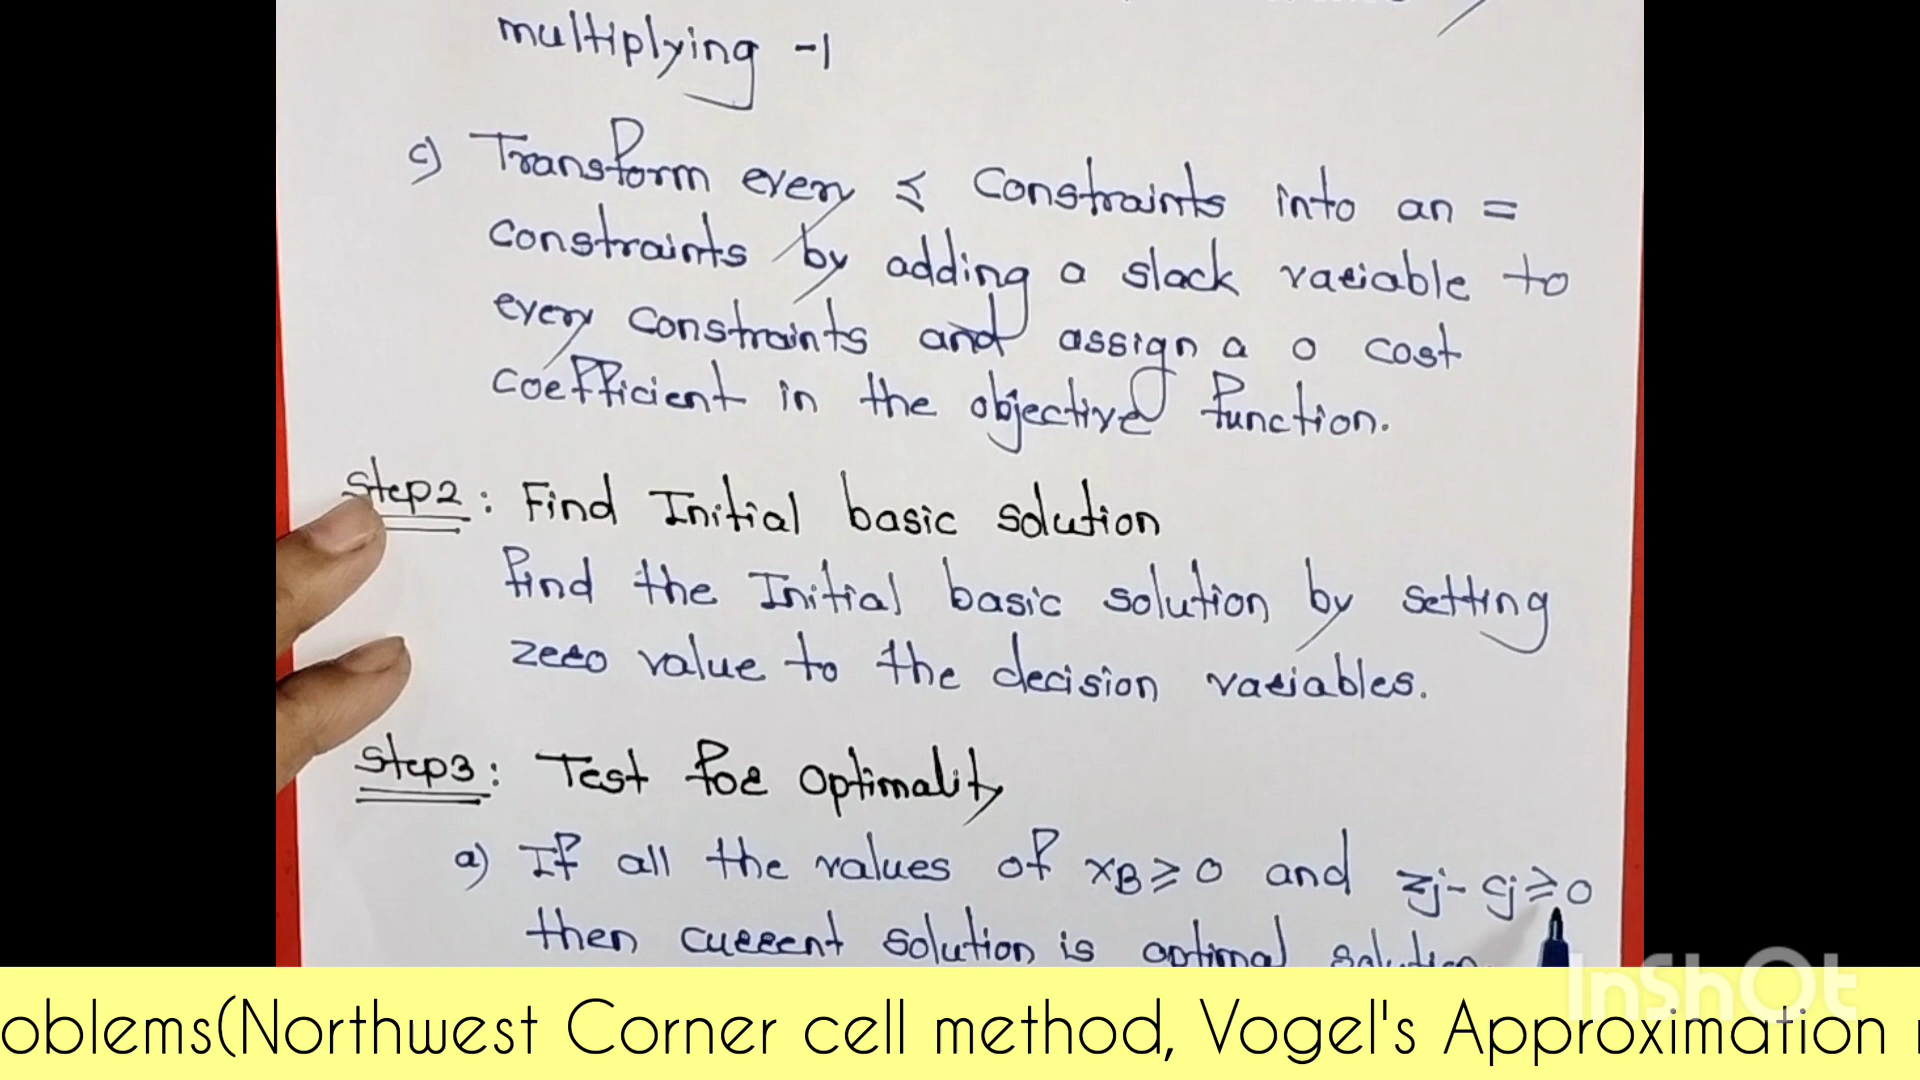 multiplying -1
c) Transform every ≤ Constraints into an =
constraints by adding a slack variable to
every constraints and assign a 0 cost
coefficient in the objective function.
Step2: Find Initial basic solution
find the Initial basic solution by setting
zero value to the decision variables.
Step3: Test for Optimality
a) If all the values of xB ≥ 0 and zj - cj ≥ 0
then current solution is optimal solution
InShOt
oblems(Northwest Corner cell method, Vogel's Approximation